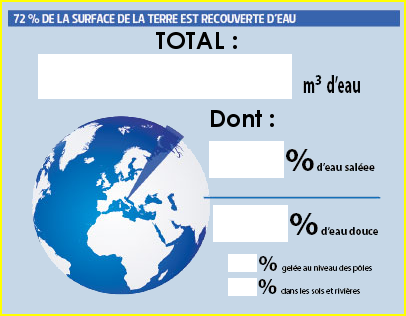 72 % DE LA SURFACE DE LA TERRE EST RECOUVERTE D'EAU
TOTAL :
m³ d'eau
Dont :
% d'eau saléee
% d'eau douce
% gelée au niveau des pôles
% dans les sols et rivières